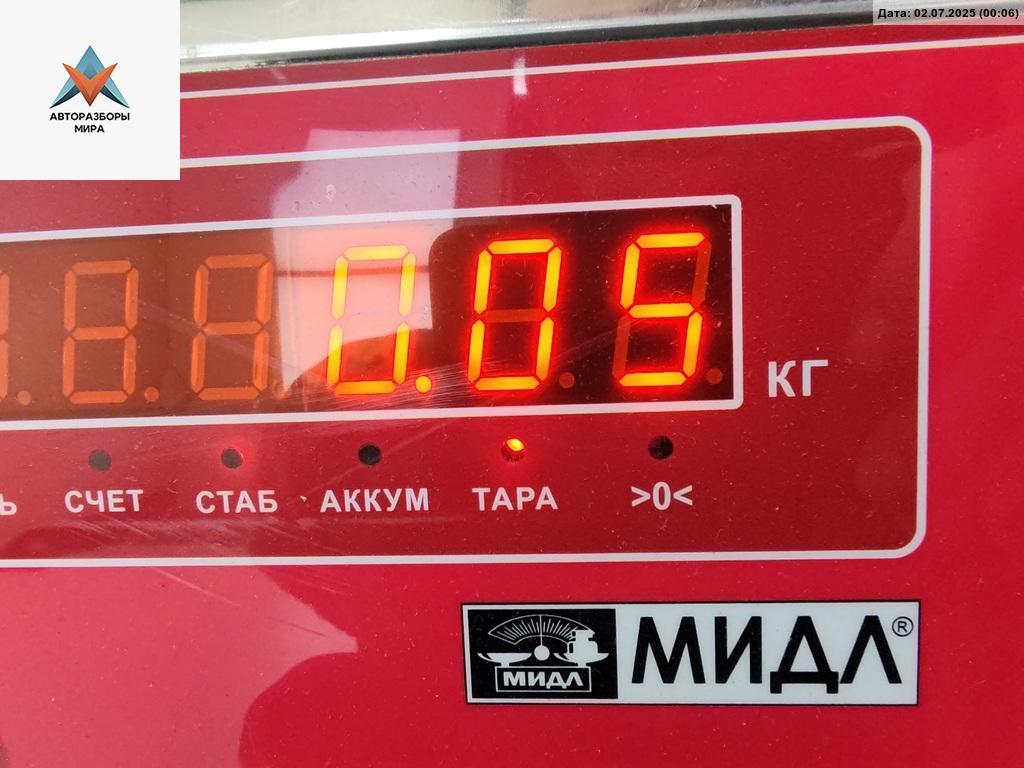 Дата: 02.07.2025 (00:06)
АВТОРАЗБОРЫ
МИРА
0.05
КГ
Ь СЧЕТ СТАБ АККУМ ТАРА >0<
МИДЛ
МИДЛ®